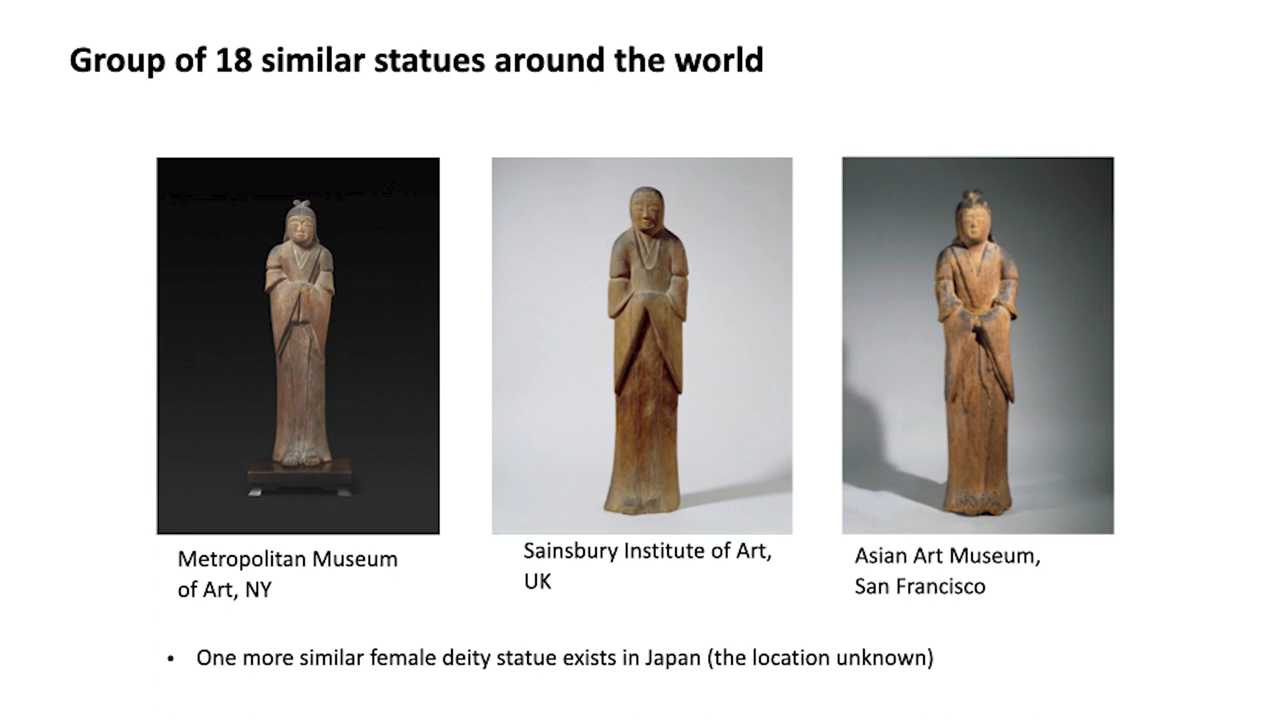 Group of 18 similar statues around the world
Metropolitan Museum
of Art, NY
Sainsbury Institute of Art,
UK
Asian Art Museum,
San Francisco
• One more similar female deity statue exists in Japan (the location unknown)